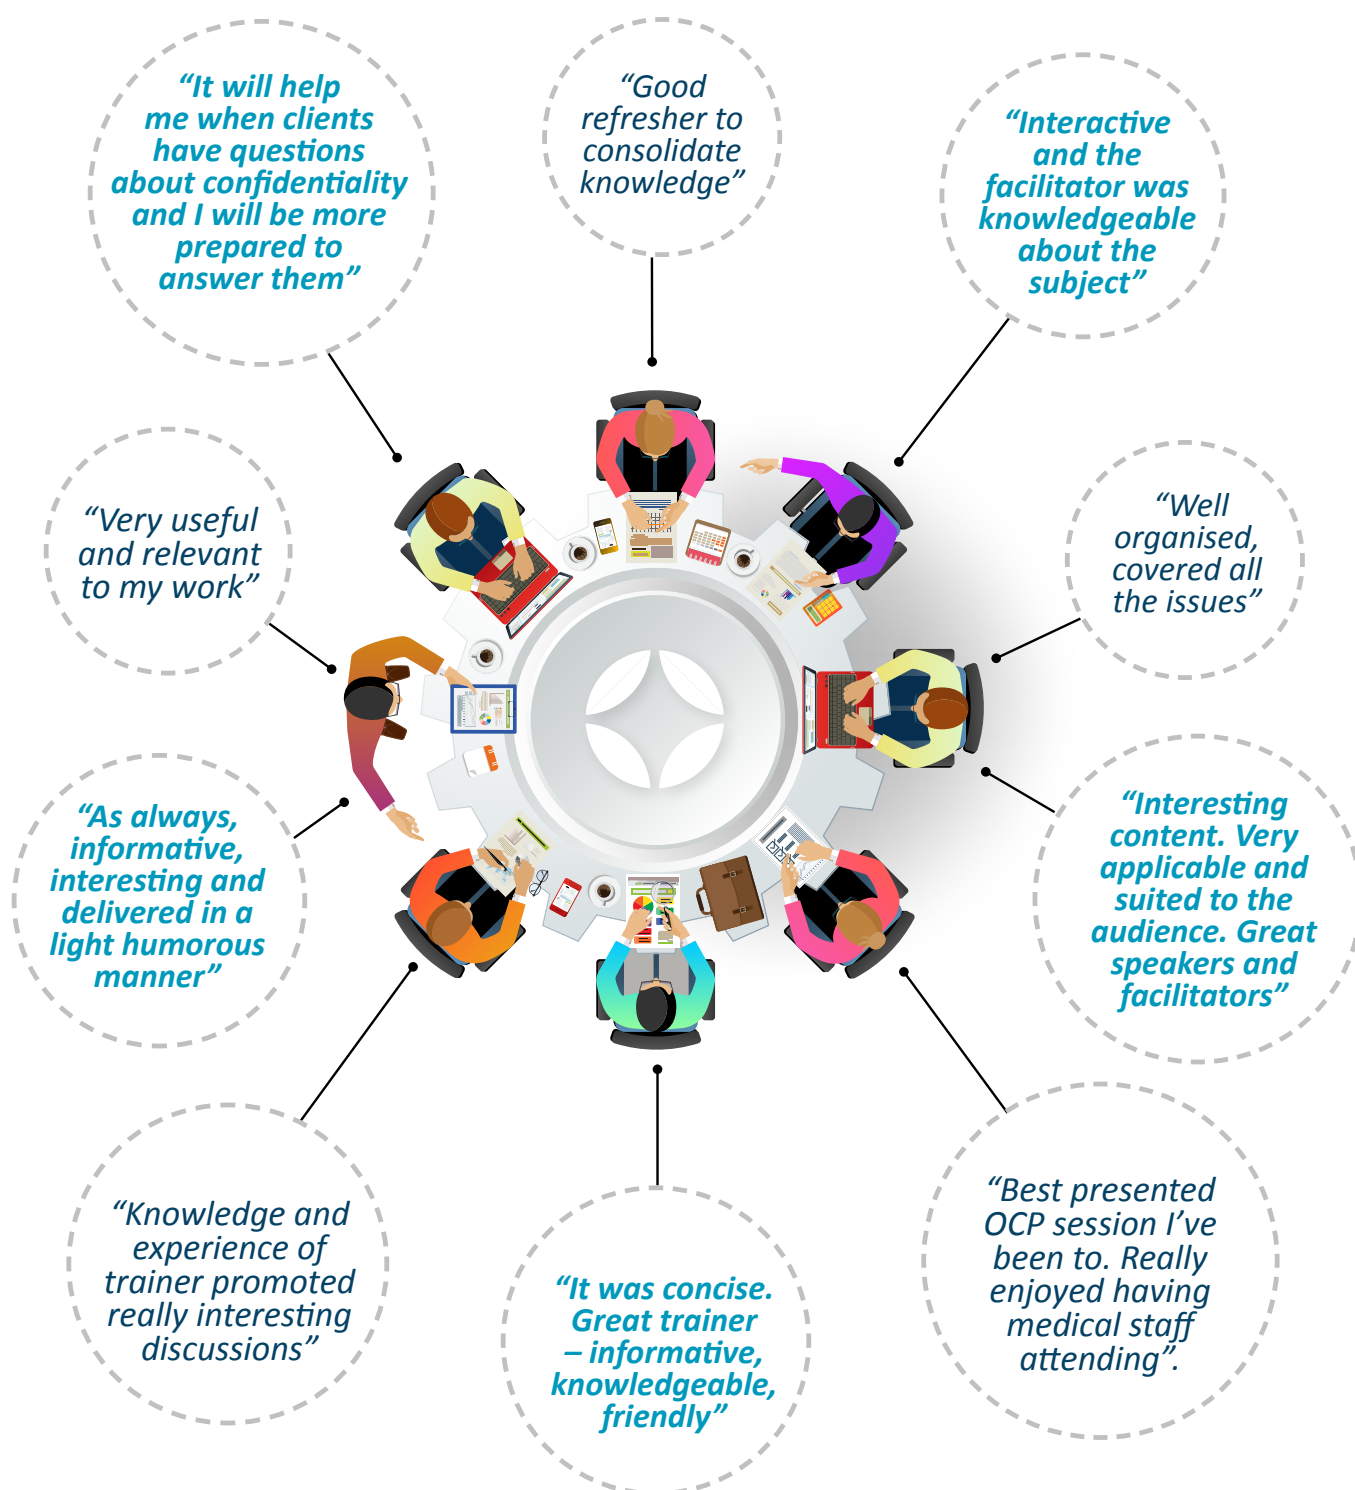 “It will help
me when clients
have questions
about confidentiality
and I will be more
prepared to
answer them”
“Good
refresher to
consolidate
knowledge”
“Interactive
and the
facilitator was
knowledgeable
about the
subject”
“Very useful
and relevant
to my work”
“Well
organised,
covered all
the issues”
“As always,
informative,
interesting and
delivered in a
light humorous
manner”
“Interesting
content. Very
applicable and
suited to the
audience. Great
speakers and
facilitators”
“Knowledge and
experience of
trainer promoted
really interesting
discussions”
“It was concise.
Great trainer
– informative,
knowledgeable,
friendly”
“Best presented
OCP session I’ve
been to. Really
enjoyed having
medical staff
attending”.